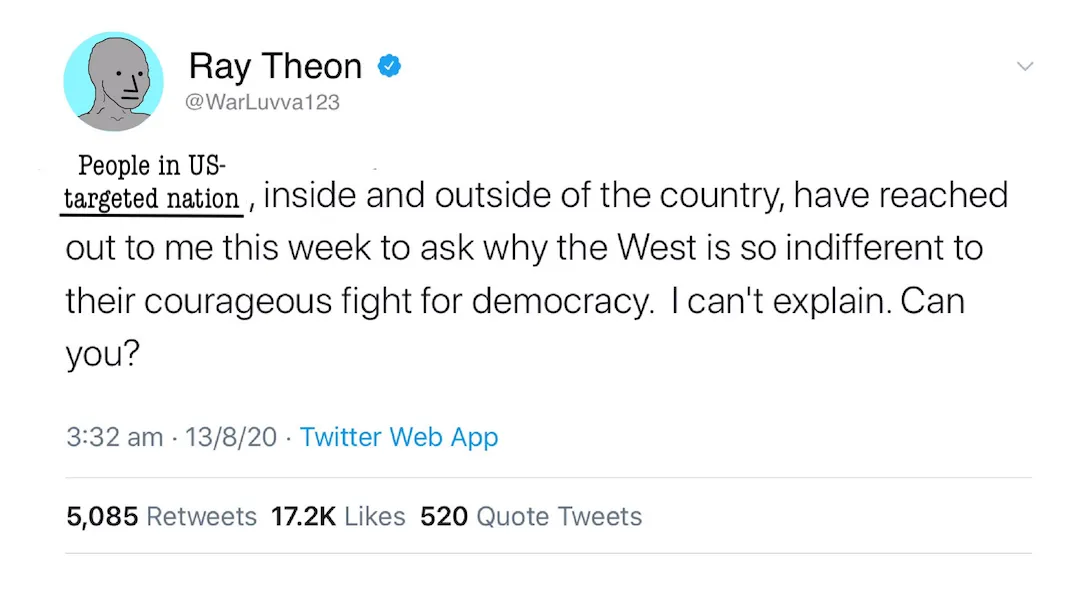 Ray Theon
@WarLuvva123
People in US-
targeted nation, inside and outside of the country, have reached
out to me this week to ask why the West is so indifferent to
their courageous fight for democracy. I can't explain. Can
you?
3:32 am · 13/8/20 · Twitter Web App
5,085 Retweets 17.2K Likes 520 Quote Tweets